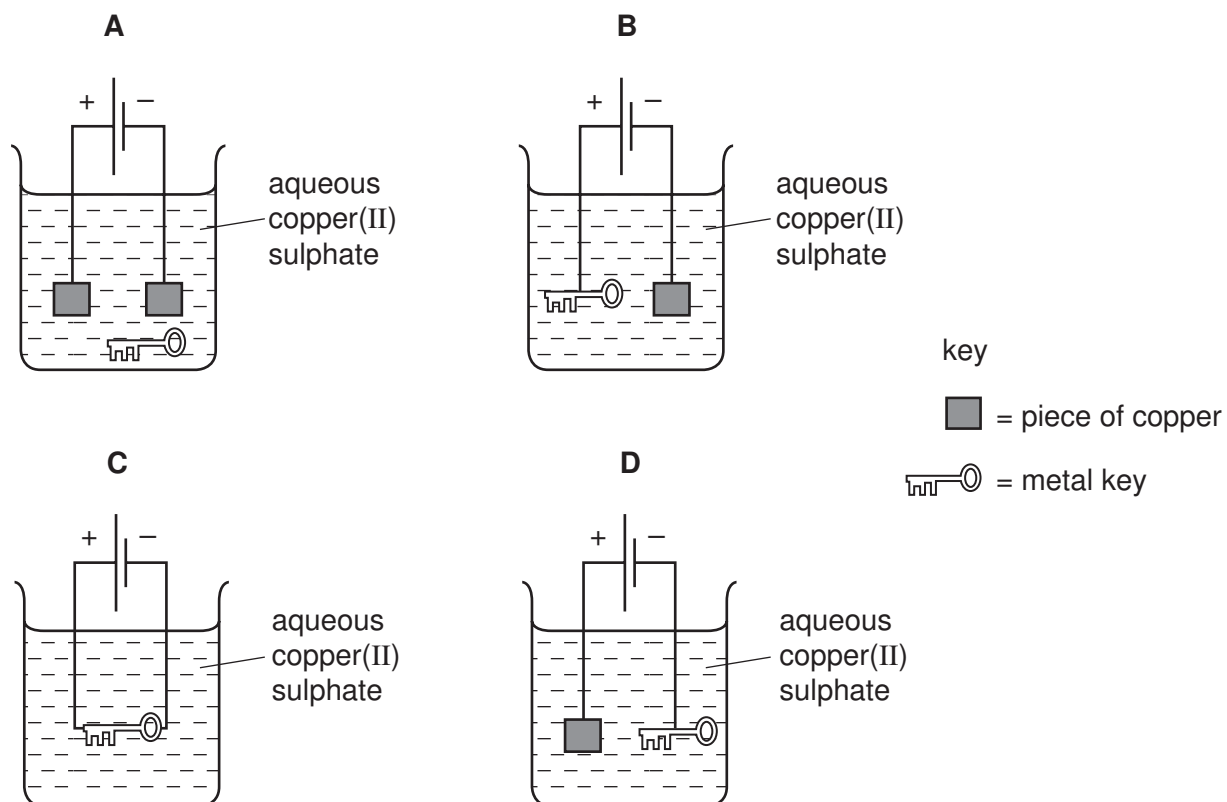 A
+ −
aqueous
copper(II)
sulphate
B
+ −
aqueous
copper(II)
sulphate
key
= piece of copper
= metal key
C
+ −
aqueous
copper(II)
sulphate
D
+ −
aqueous
copper(II)
sulphate